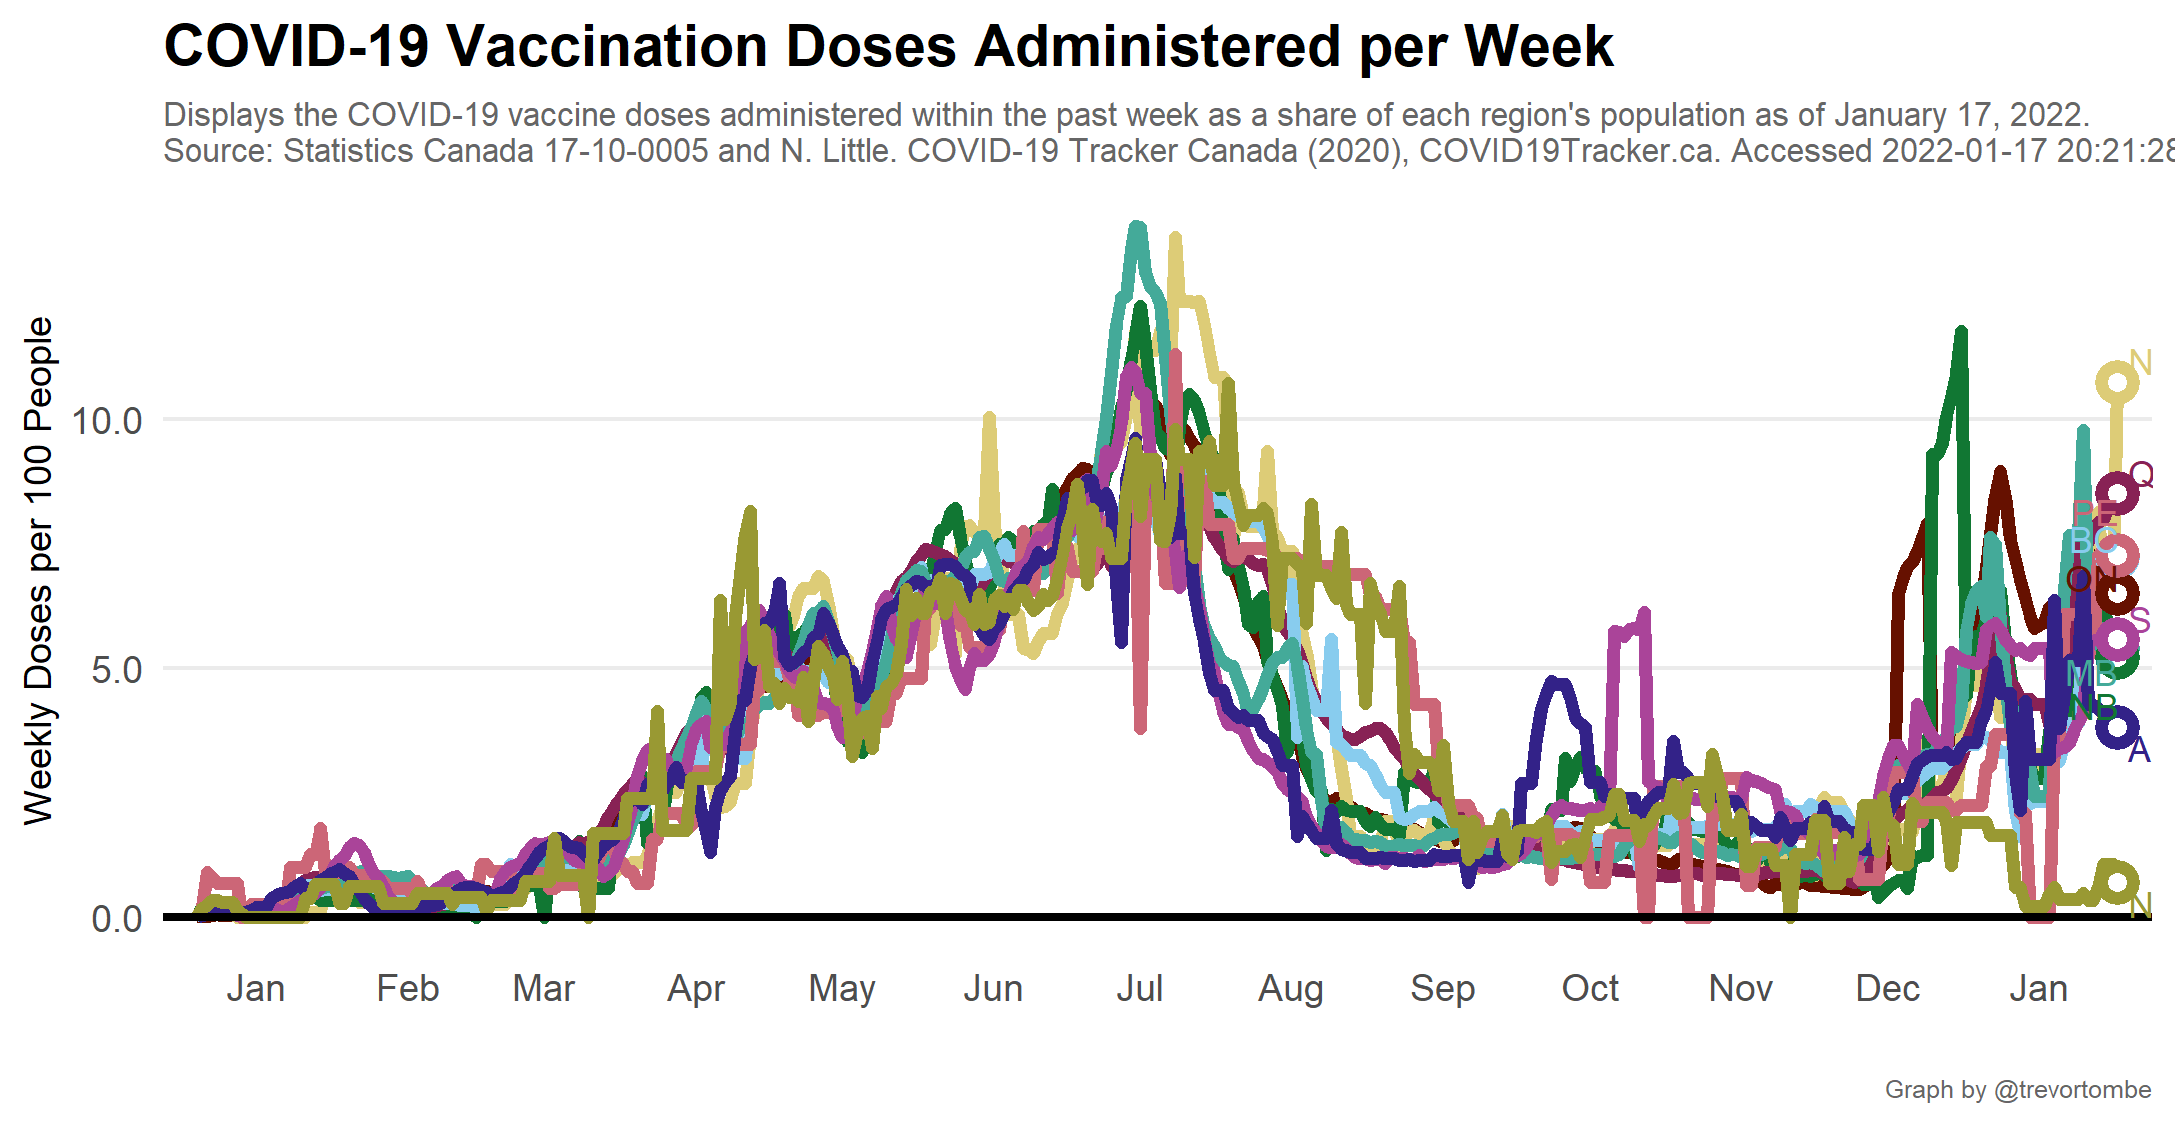 COVID-19 Vaccination Doses Administered per Week
Displays the COVID-19 vaccine doses administered within the past week as a share of each region's population as of January 17, 2022.
Source: Statistics Canada 17-10-0005 and N. Little. COVID-19 Tracker Canada (2020), COVID19Tracker.ca. Accessed 2022-01-17 20:21:28
Weekly Doses per 100 People
10.0
5.0
0.0
N
Q
PE
BC
ON
S
MB
NB
A
N
Jan Feb Mar Apr May Jun Jul Aug Sep Oct Nov Dec Jan
Graph by @trevortombe